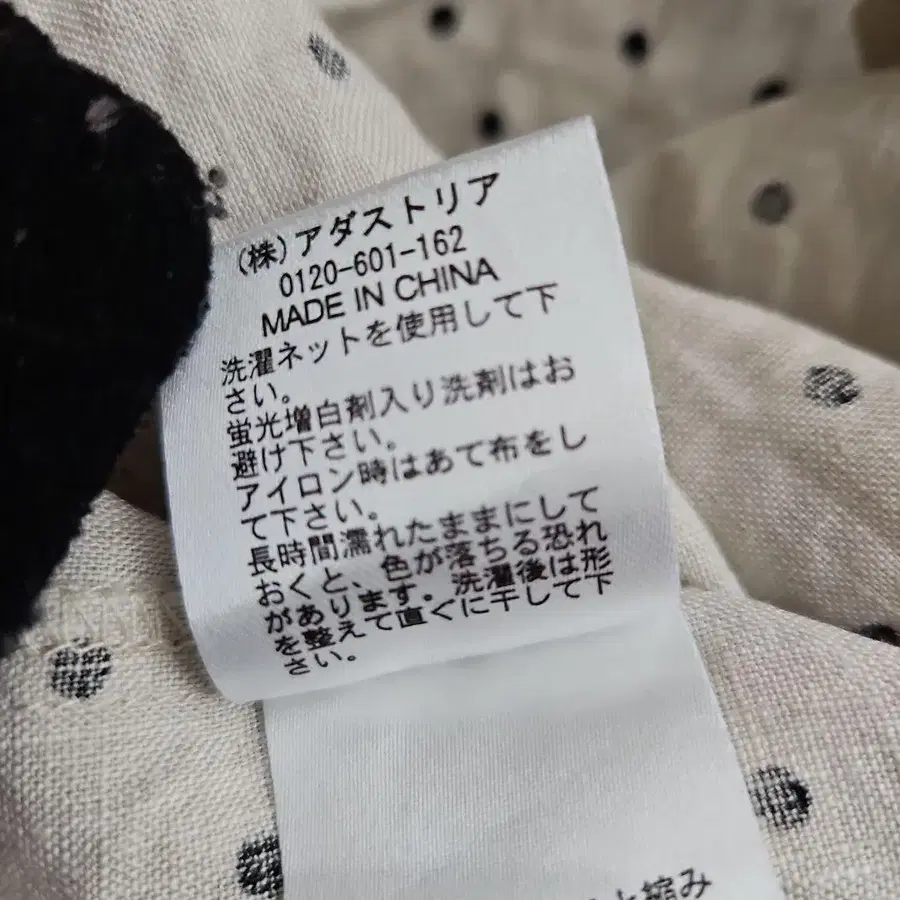 (株)アダストリア
0120-601-162
MADE IN CHINA
洗濯ネットを使用して下
さい。
蛍光増白剤入り洗剤はお
避け下さい。
アイロン時はあて布をし
て下さい。
長時間濡れたままにして
おくと、色が落ちる恐れ
があります。洗濯後は形
を整えて直ぐに干して下
さい。
と縮み